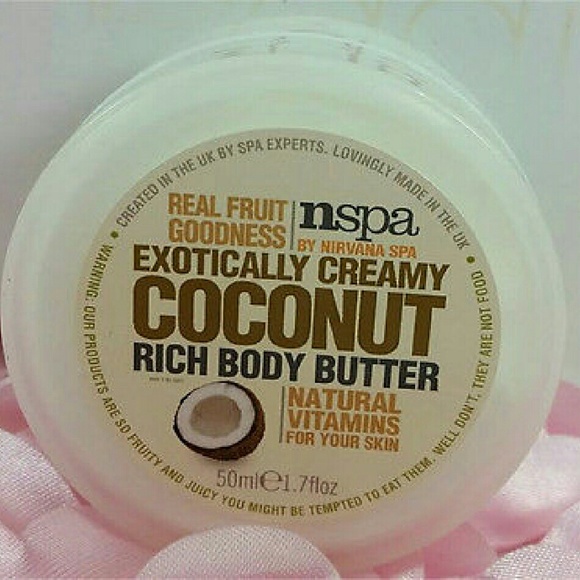 CREATED IN THE UK BY SPA EXPERTS. LOVINGLY MADE IN THE UK
REAL FRUIT
GOODNESS
nspa
BY NIRVANA SPA
EXOTICALLY CREAMY
COCONUT
RICH BODY BUTTER
NATURAL
VITAMINS
FOR YOUR SKIN
50ml℮1.7floz
WARNING: OUR PRODUCTS ARE SO FRUITY AND JUICY YOU MIGHT BE TEMPTED TO EAT THEM. WELL DON'T, THEY ARE NOT FOOD